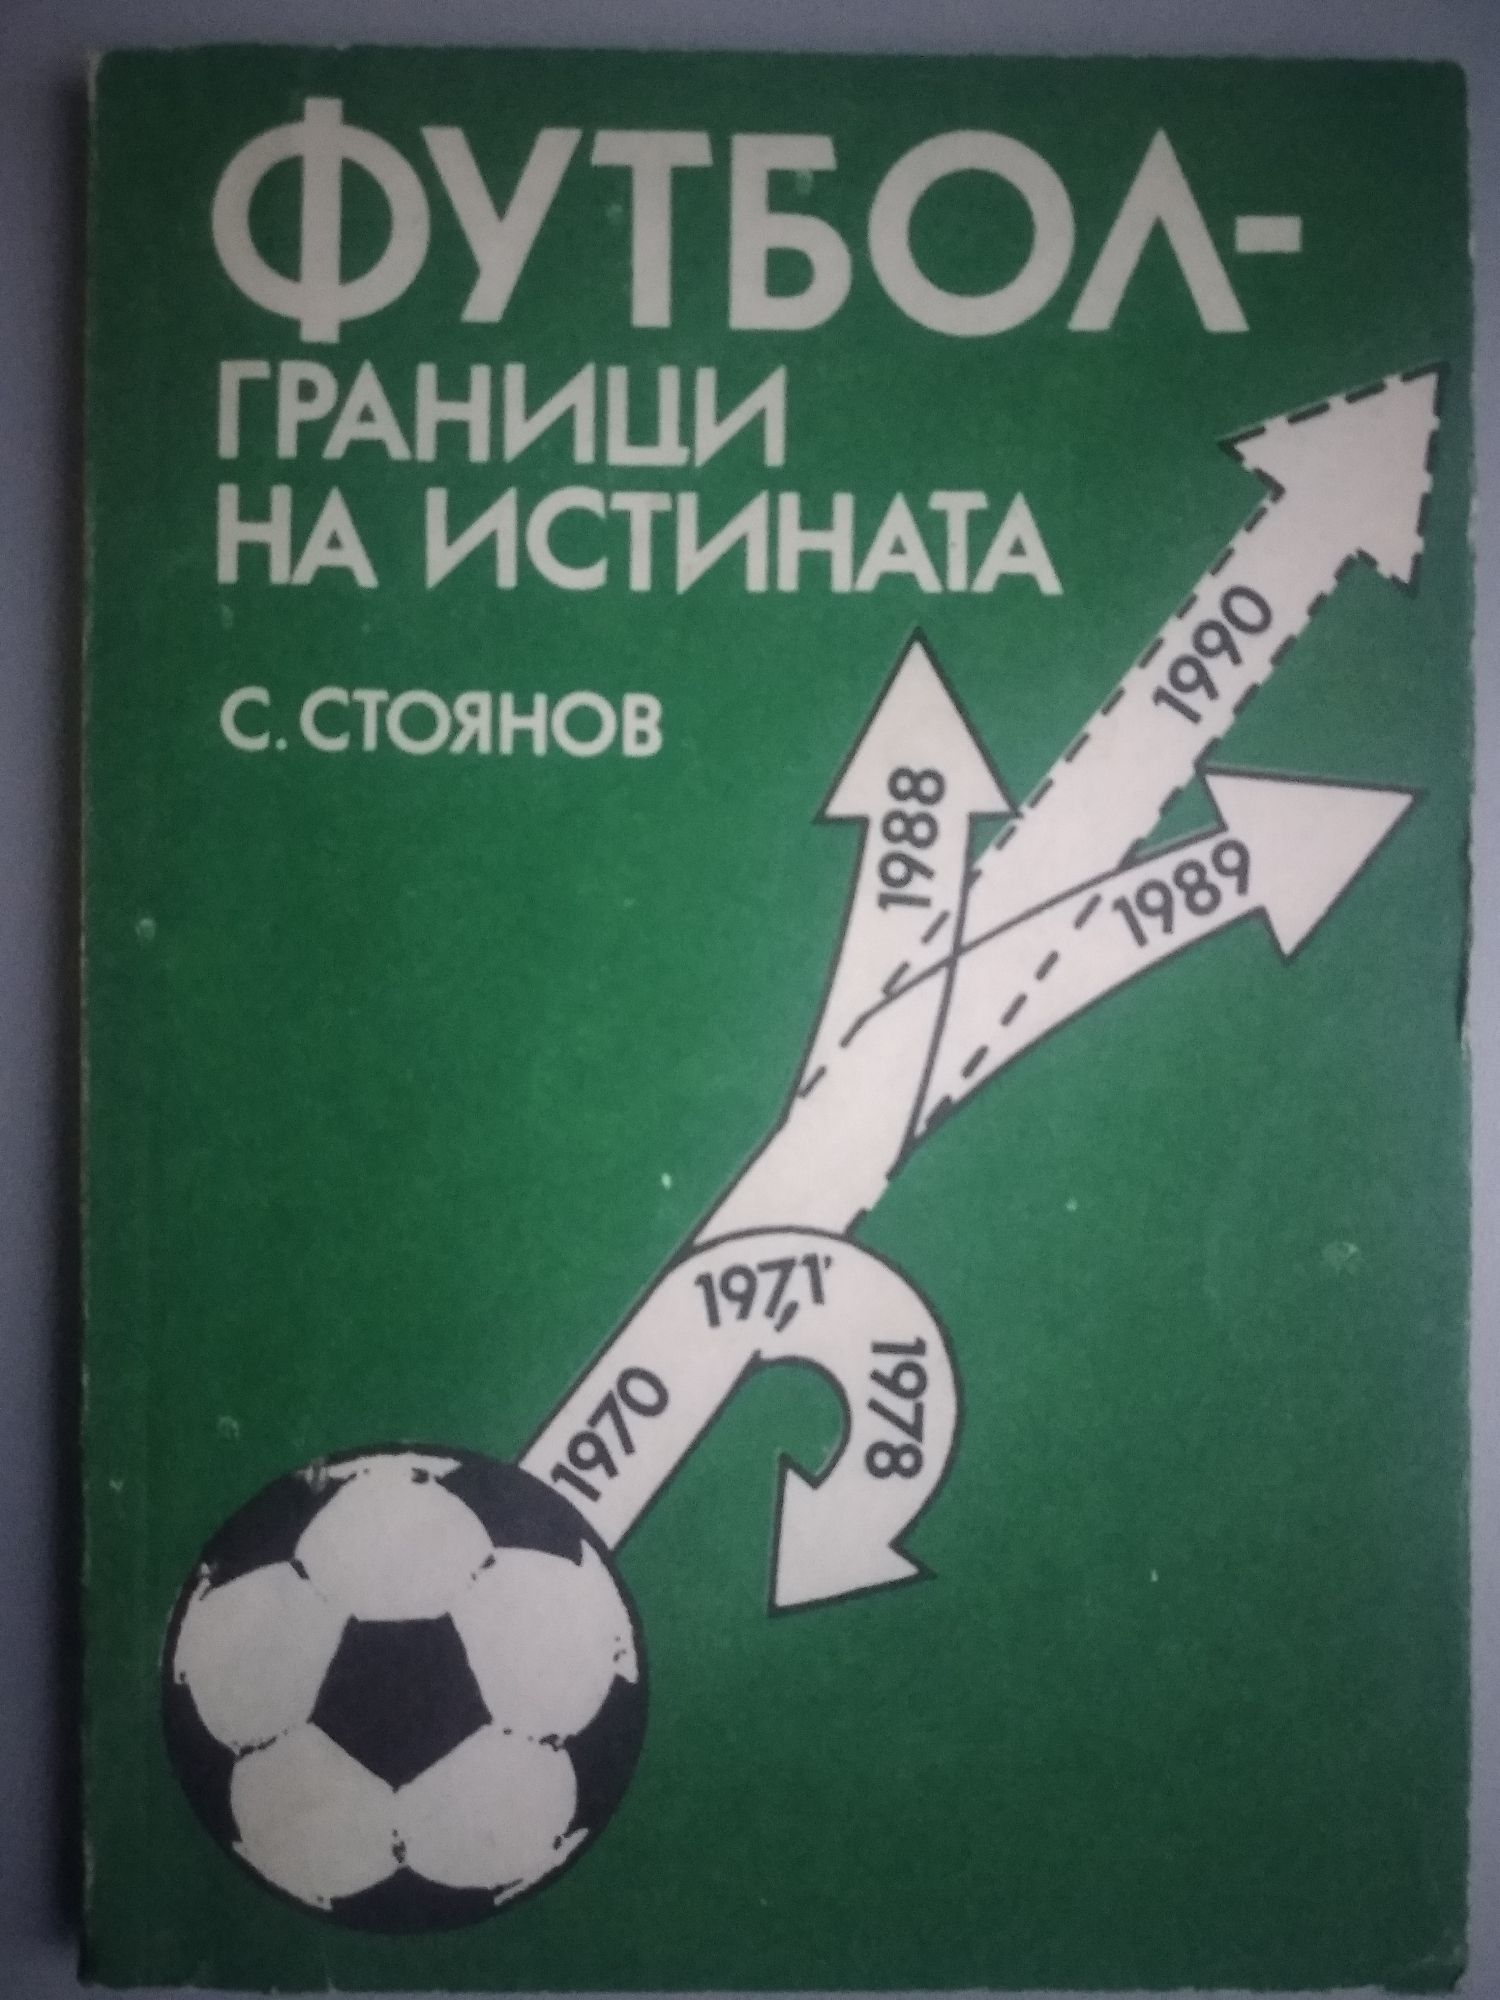 ФУТБОЛ-
ГРАНИЦИ
НА ИСТИНАТА
С. СТОЯНОВ
1990
1988
1989
1971
1978
1970